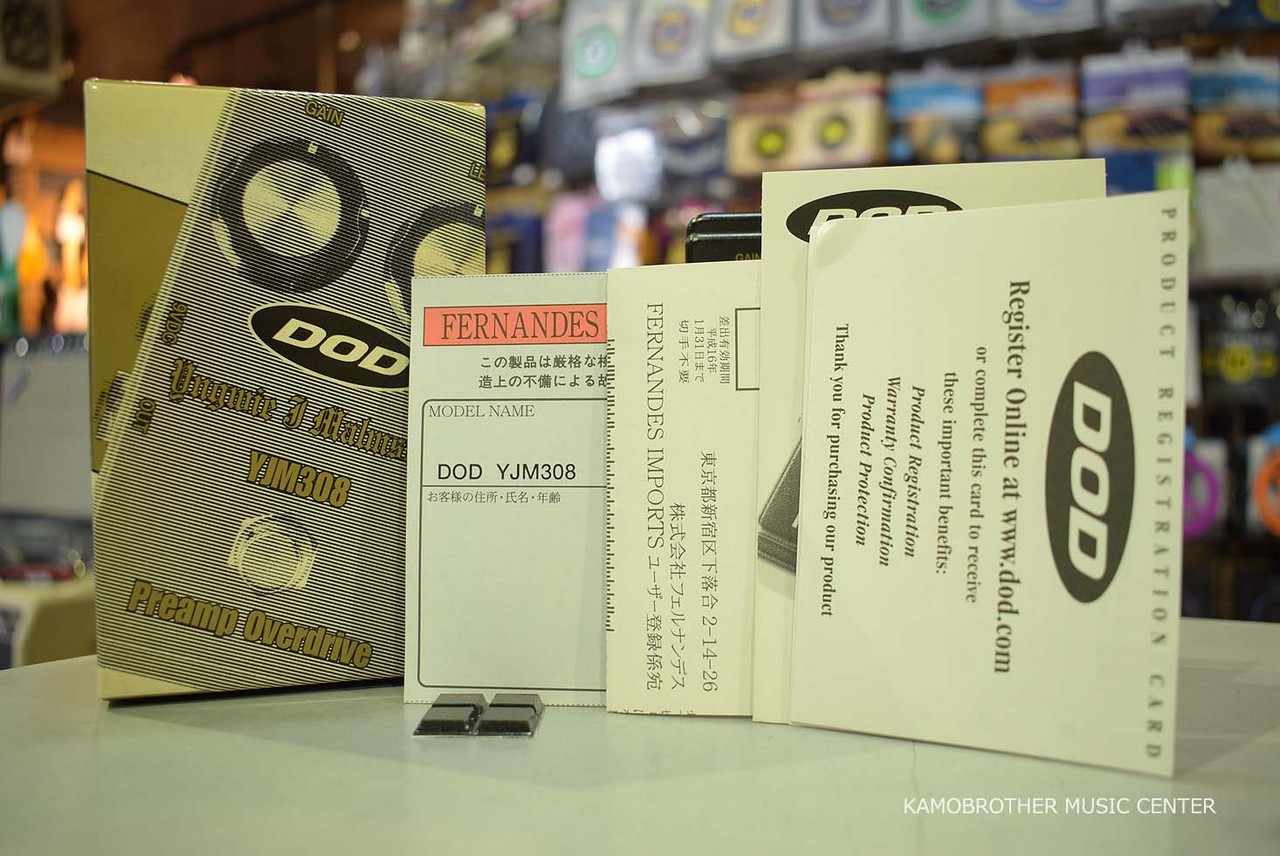 GAIN
DOD
9VDC
Yngwie J Malms
YJM308
Preamp Overdrive
FERNANDES
この製品は厳格な検
造上の不備による故
MODEL NAME
DOD YJM308
お客様の住所・氏名・年齢
差出有効期間
平成16年
1月31日まで
切手不要
東京都新宿区下落合 2-14-26
株式会社フェルナンデス
FERNANDES IMPORTS ユーザー登録係宛
GAIN
DOD
PRODUCT REGISTRATION CARD
DOD
Register Online at www.dod.com
or complete this card to receive
these important benefits:
Product Registration
Warranty Confirmation
Product Protection
Thank you for purchasing our product
KAMOBROTHER MUSIC CENTER